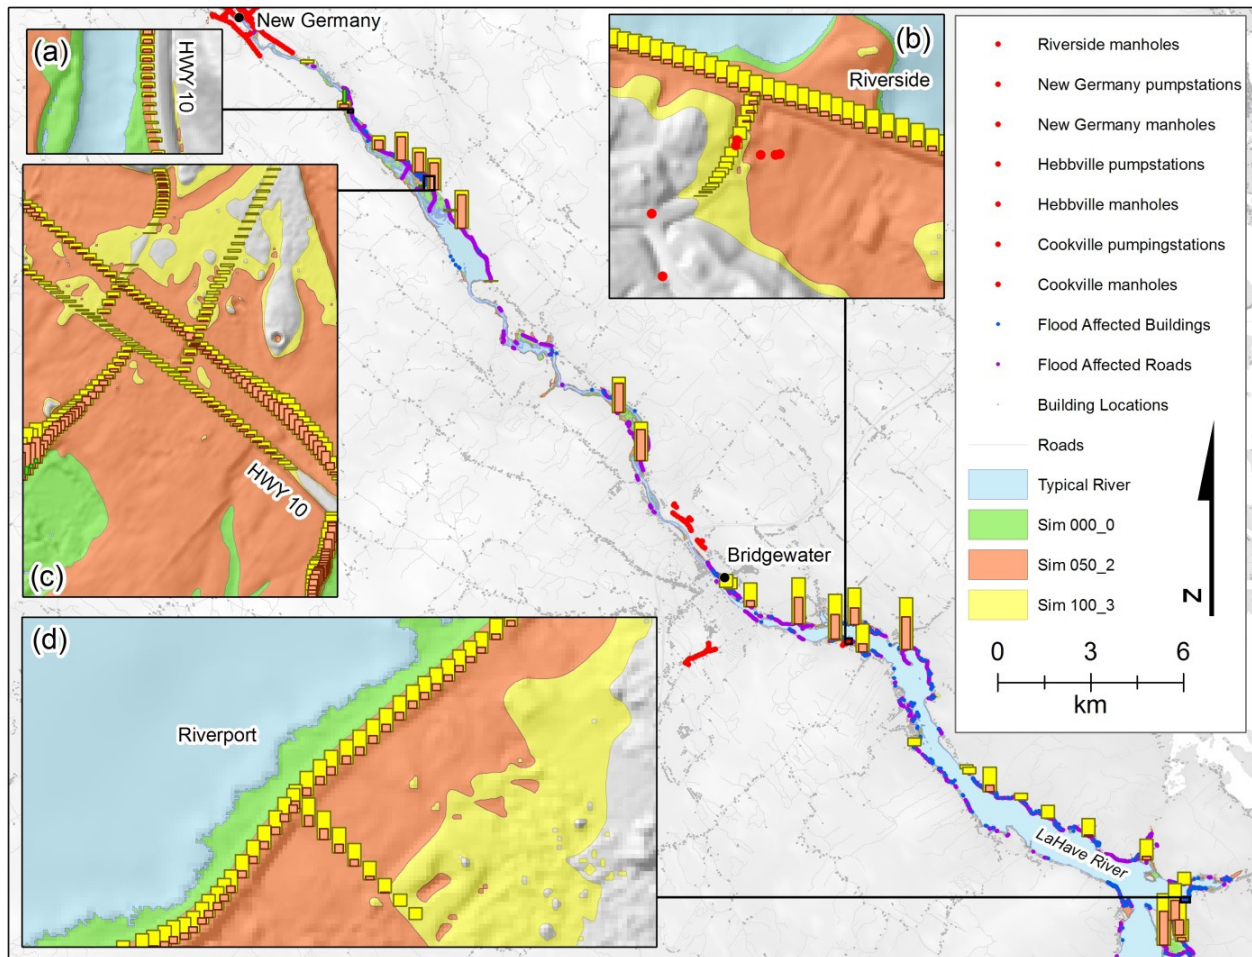 New Germany
(a)
HWY 10
(b)
Riverside
(c)
HWY 10
Bridgewater
(d)
Riverport
LaHave River
Riverside manholes
New Germany pumpstations
New Germany manholes
Hebbville pumpstations
Hebbville manholes
Cookville pumpingstations
Cookville manholes
Flood Affected Buildings
Flood Affected Roads
Building Locations
Roads
Typical River
Sim 000_0
Sim 050_2
Sim 100_3
N
0 3 6
km